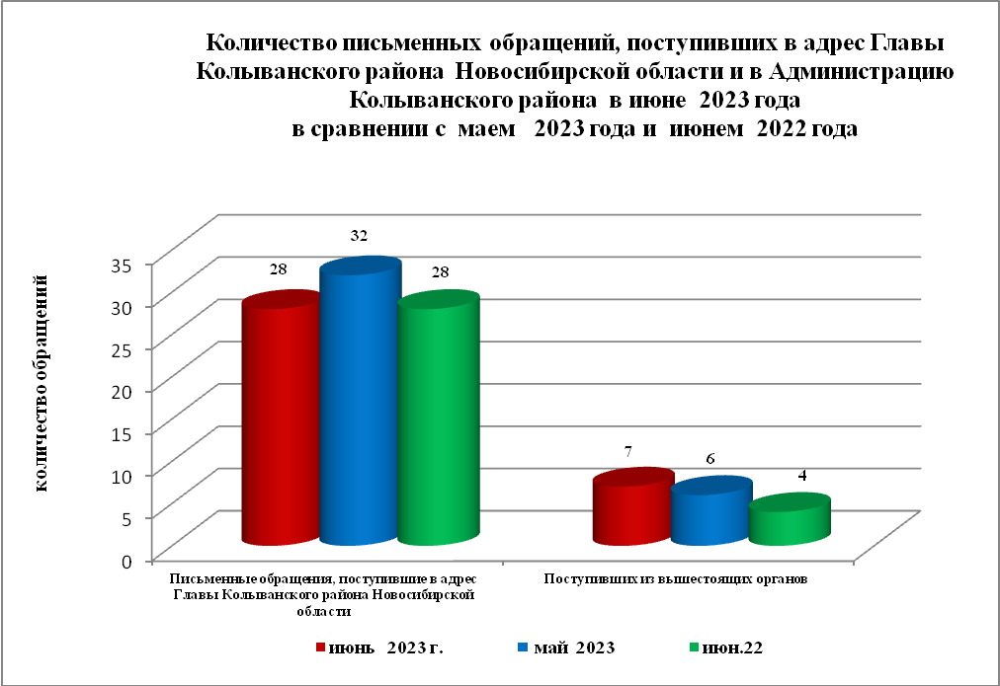 Количество письменных обращений, поступивших в адрес Главы
Колыванского района Новосибирской области и в Администрацию
Колыванского района в июне 2023 года
в сравнении с маем 2023 года и июнем 2022 года
количество обращений
35
30
25
20
15
10
5
0
28
32
28
7
6
4
Письменные обращения, поступившие в адрес
Главы Колыванского района Новосибирской
области
Поступивших из вышестоящих органов
июнь 2023 г.
май 2023
июн.22